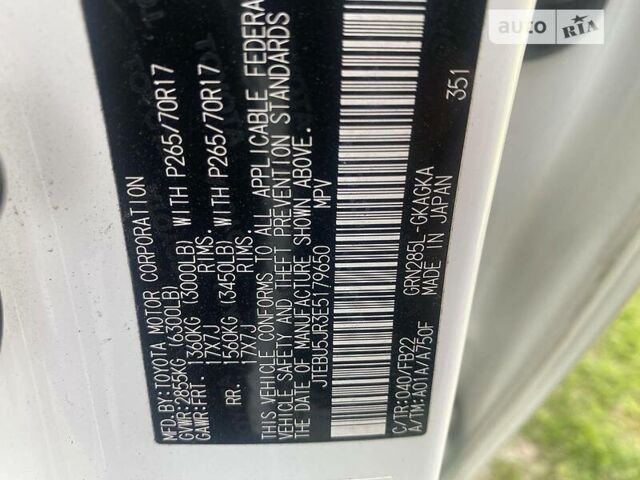 MFD.BY:TOYOTA MOTOR CORPORATION
GVWR:2855KG (6300LB)
GAWR:FRT. 1360KG (3000LB) WITH P265/70R17
17X7J RIMS.
RR. 1560KG (3450LB) WITH P265/70R17
17X7J RIMS.
THIS VEHICLE CONFORMS TO ALL APPLICABLE FEDERA
VEHICLE SAFETY AND THEFT PREVENTION STANDARDS
THE DATE OF MANUFACTURE SHOWN ABOVE.
JTEBU5JR3E5179650 MPV
351
C/TR:040/FB22 GRN285L-GKAGKA
A/TM:A01A/A750F MADE IN JAPAN
auto RIA